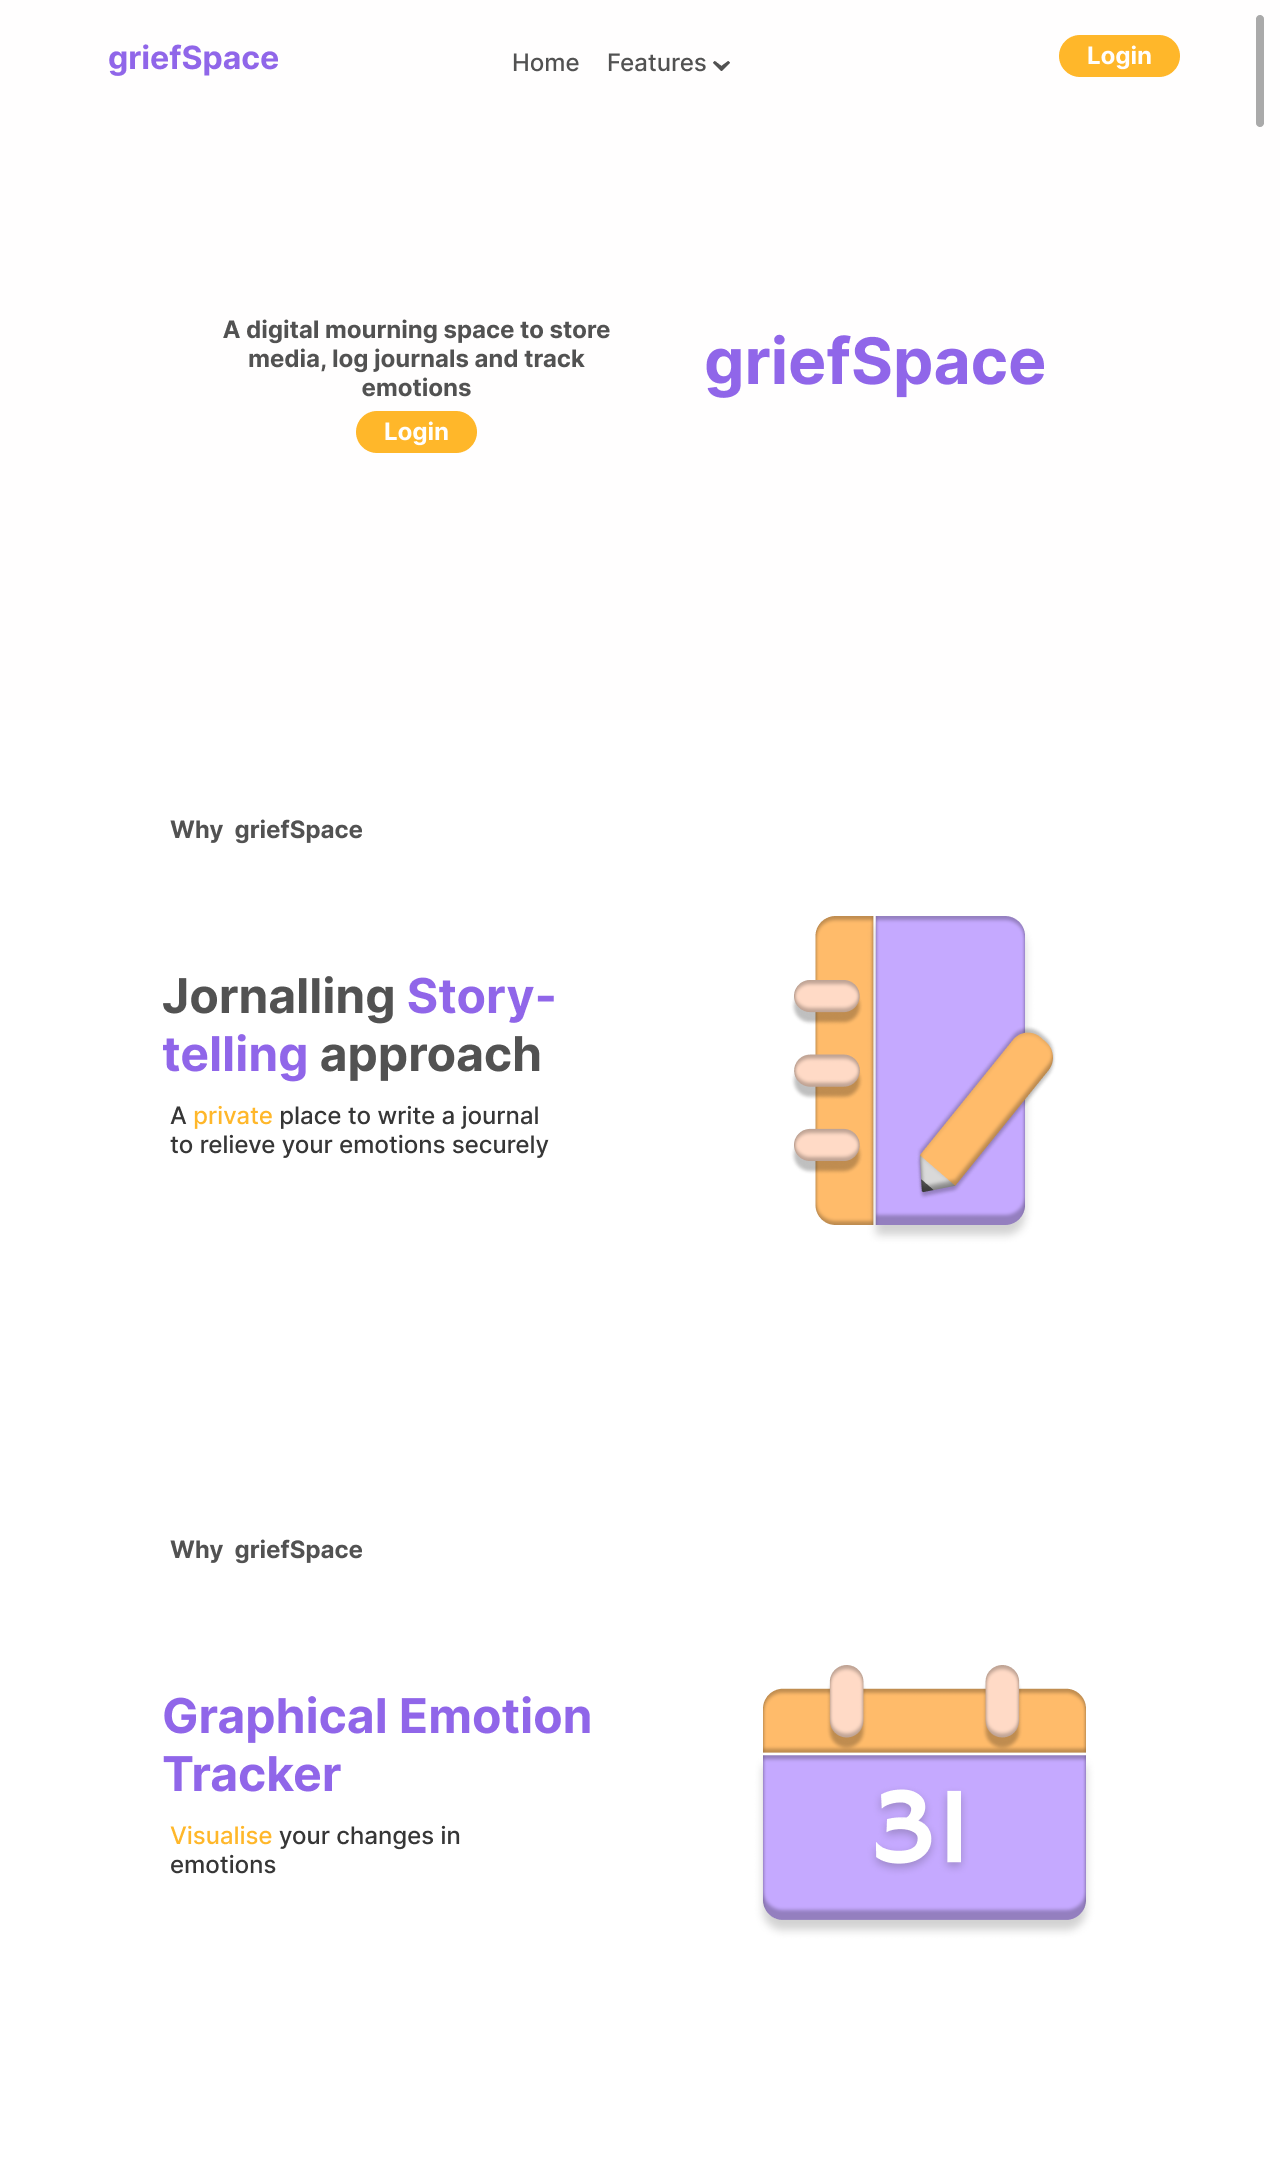 griefSpace
Home
Features
Login
A digital mourning space to store
media, log journals and track
emotions
Login
griefSpace
Why griefSpace
Jornalling Story-
telling approach
A private place to write a journal
to relieve your emotions securely
Why griefSpace
Graphical Emotion
Tracker
Visualise your changes in
emotions
31